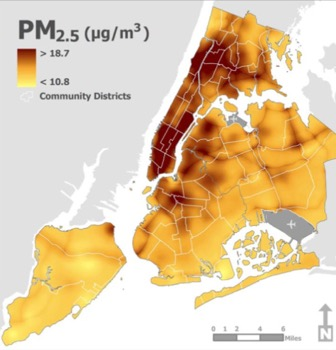 PM2.5 (µg/m³)
> 18.7
< 10.8
Community Districts
0 1 2 4 6
Miles
N